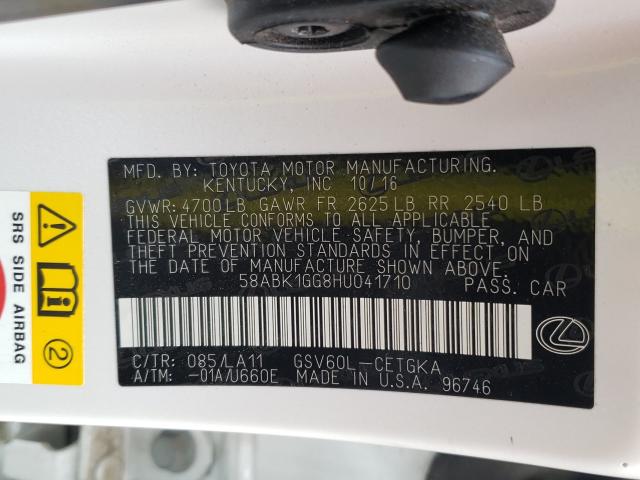 MFD. BY: TOYOTA MOTOR MANUFACTURING.
KENTUCKY, INC 10/16
GVWR: 4700LB GAWR FR 2625LB RR 2540 LB
THIS VEHICLE CONFORMS TO ALL APPLICABLE
FEDERAL MOTOR VEHICLE SAFETY, BUMPER, AND
THEFT PREVENTION STANDARDS IN EFFECT ON
THE DATE OF MANUFACTURE SHOWN ABOVE.
58ABK1GG8HU041710 PASS. CAR
C/TR: 085/LA11 GSV60L-CETGKA
A/TM: -01A/U660E MADE IN U.S.A. 96746
SRS SIDE AIRBAG
2